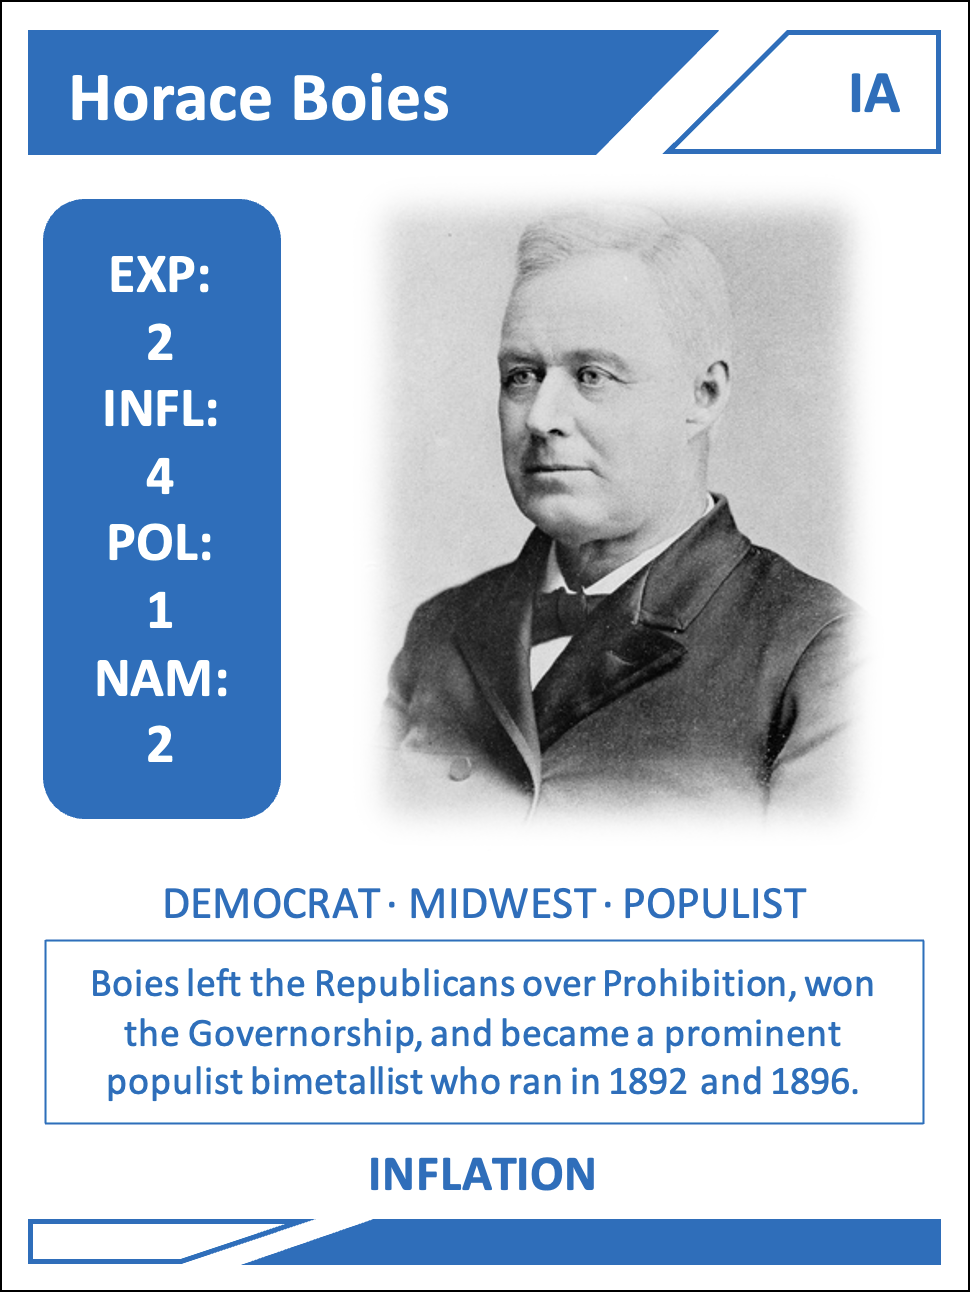 Horace Boies
IA
EXP:
2
INFL:
4
POL:
1
NAM:
2
DEMOCRAT · MIDWEST · POPULIST
Boies left the Republicans over Prohibition, won
the Governorship, and became a prominent
populist bimetallist who ran in 1892 and 1896.
INFLATION